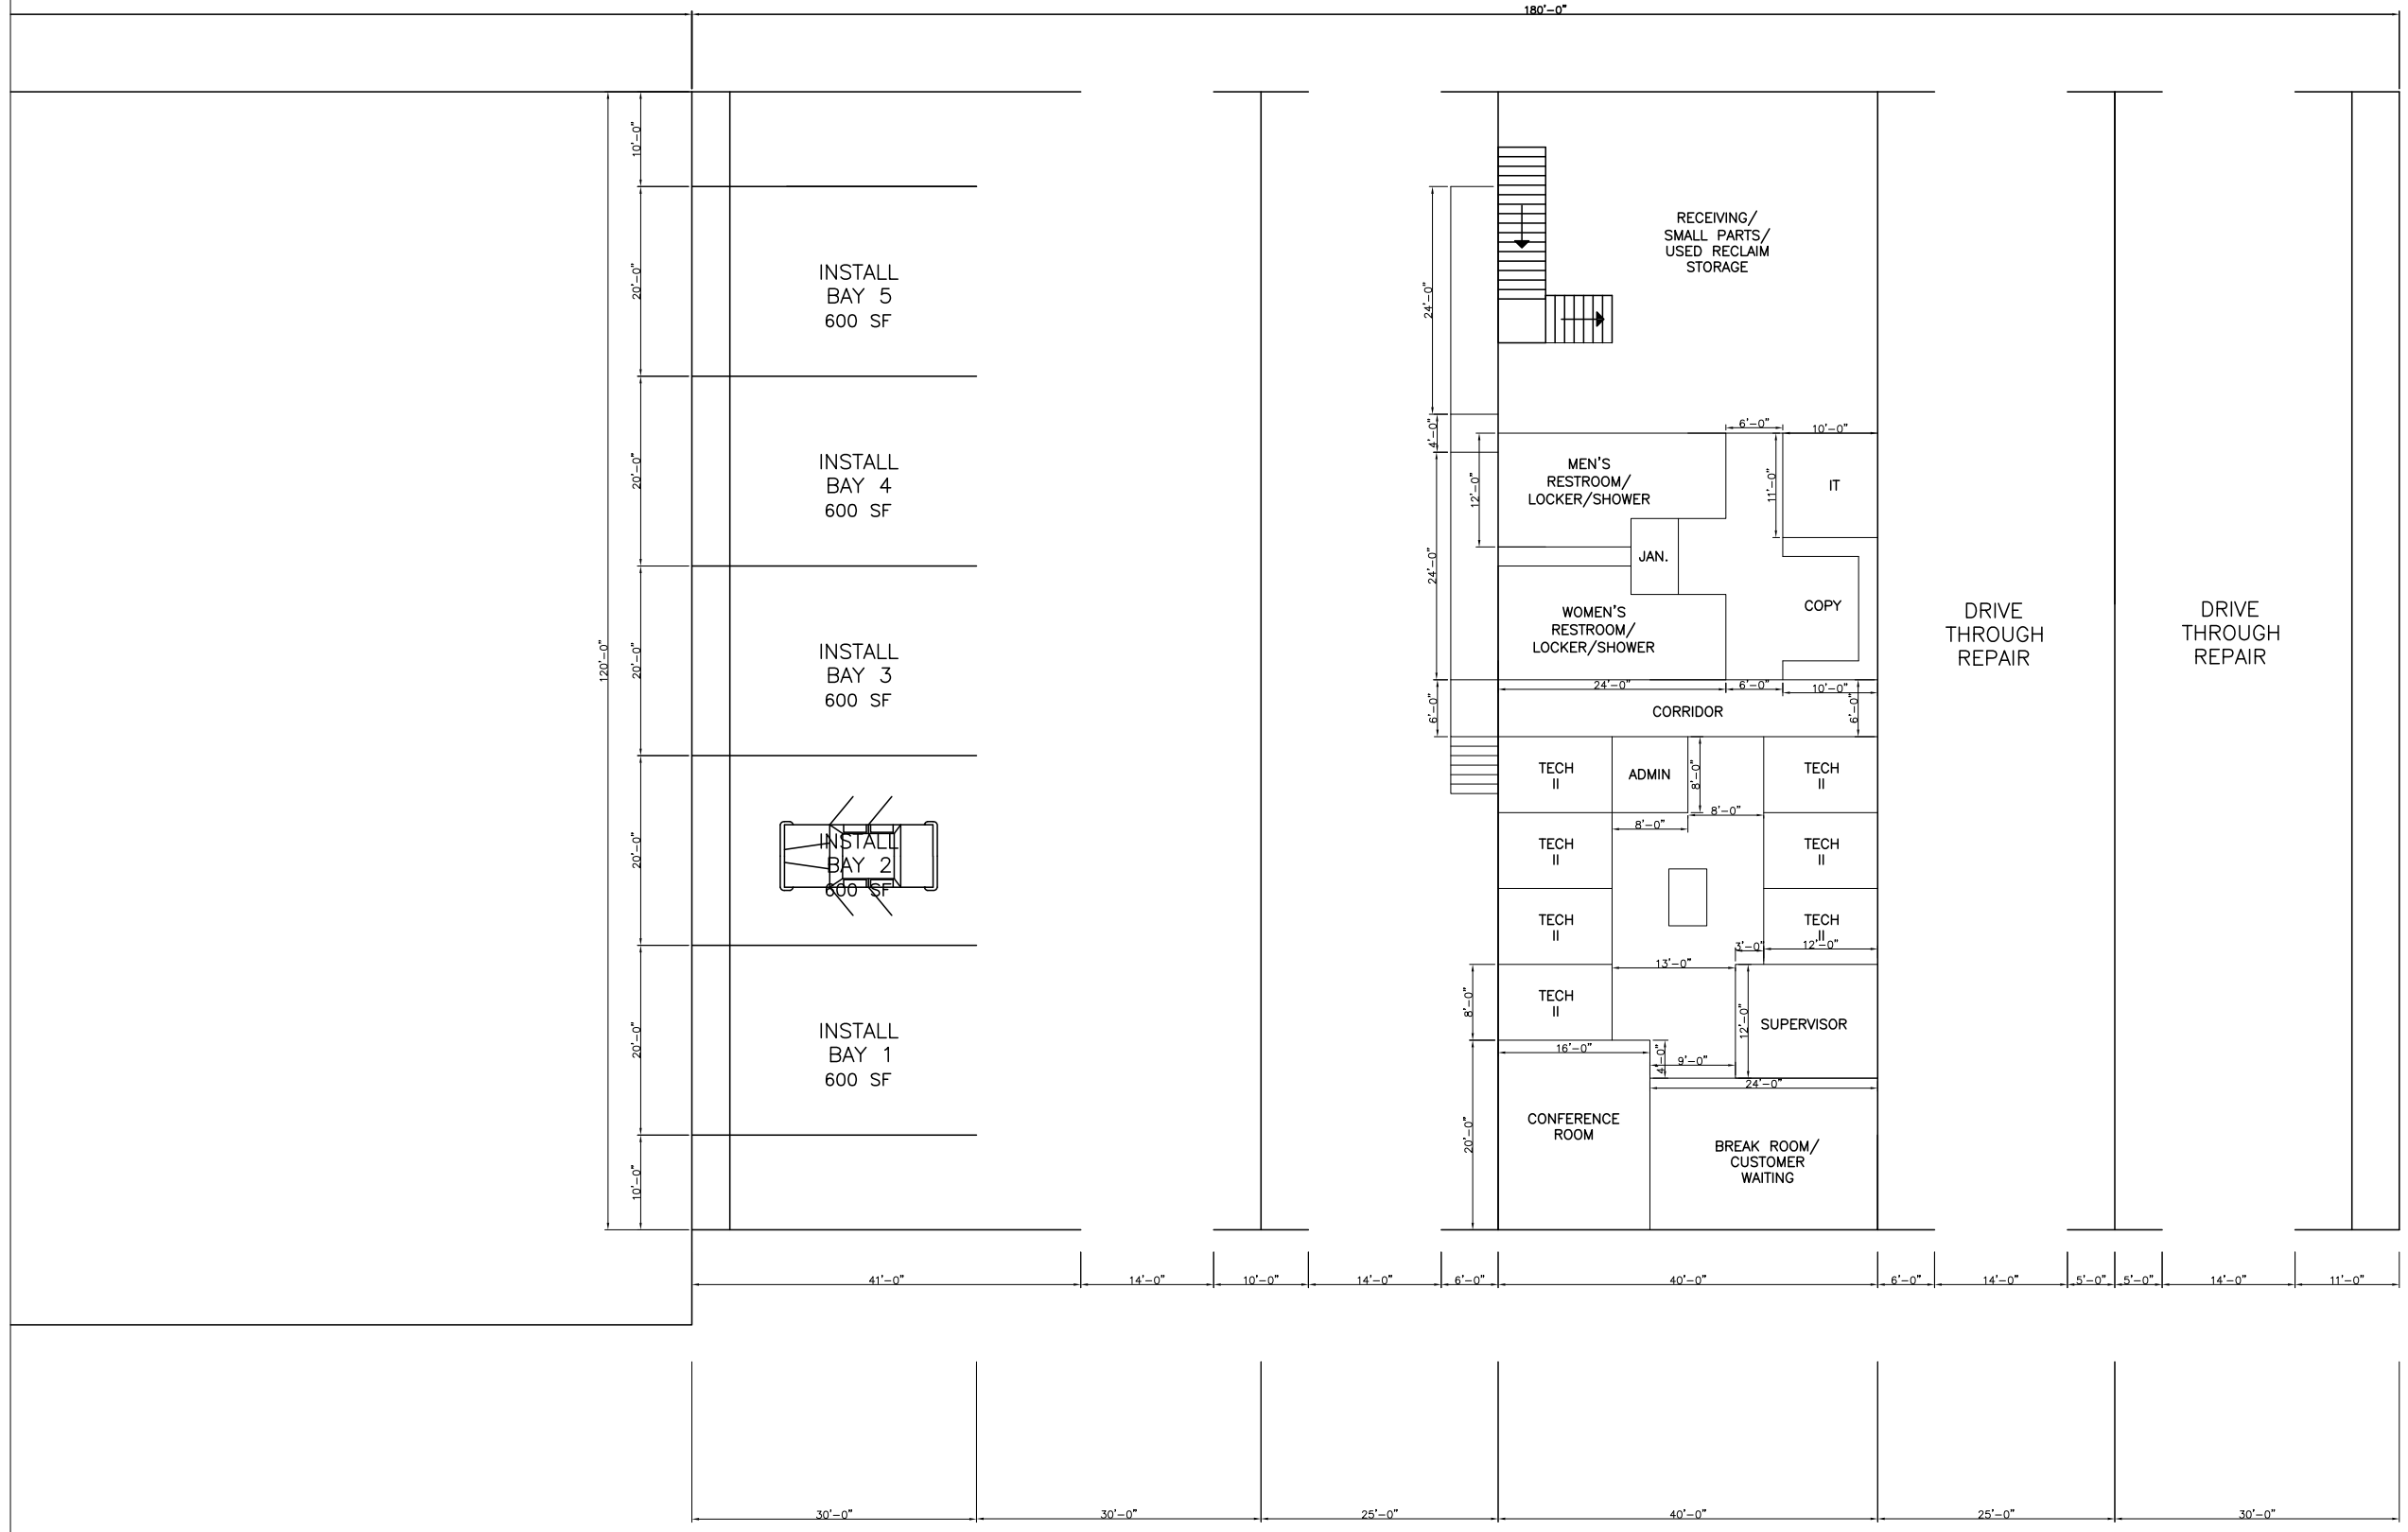 180'-0"
10'-0"
20'-0"
20'-0"
20'-0"
20'-0"
20'-0"
10'-0"
120'-0"
INSTALL
BAY 5
600 SF
INSTALL
BAY 4
600 SF
INSTALL
BAY 3
600 SF
INSTALL
BAY 2
600 SF
INSTALL
BAY 1
600 SF
24'-0"
4'-0"
24'-0"
6'-0"
12'-0"
8'-0"
20'-0"
RECEIVING/
SMALL PARTS/
USED RECLAIM
STORAGE
6'-0"
10'-0"
11'-0"
MEN'S
RESTROOM/
LOCKER/SHOWER
IT
JAN.
COPY
WOMEN'S
RESTROOM/
LOCKER/SHOWER
24'-0"
6'-0"
10'-0"
6'-0"
CORRIDOR
TECH
II
ADMIN
8'-0"
TECH
II
8'-0"
8'-0"
TECH
II
TECH
II
TECH
II
TECH
II
3'-0"
12'-0"
13'-0"
TECH
II
12'-0"
SUPERVISOR
16'-0"
4'-0"
9'-0"
24'-0"
CONFERENCE
ROOM
BREAK ROOM/
CUSTOMER
WAITING
DRIVE
THROUGH
REPAIR
DRIVE
THROUGH
REPAIR
41'-0"
14'-0"
10'-0"
14'-0"
6'-0"
40'-0"
6'-0"
14'-0"
5'-0"
5'-0"
14'-0"
11'-0"
30'-0"
30'-0"
25'-0"
40'-0"
25'-0"
30'-0"